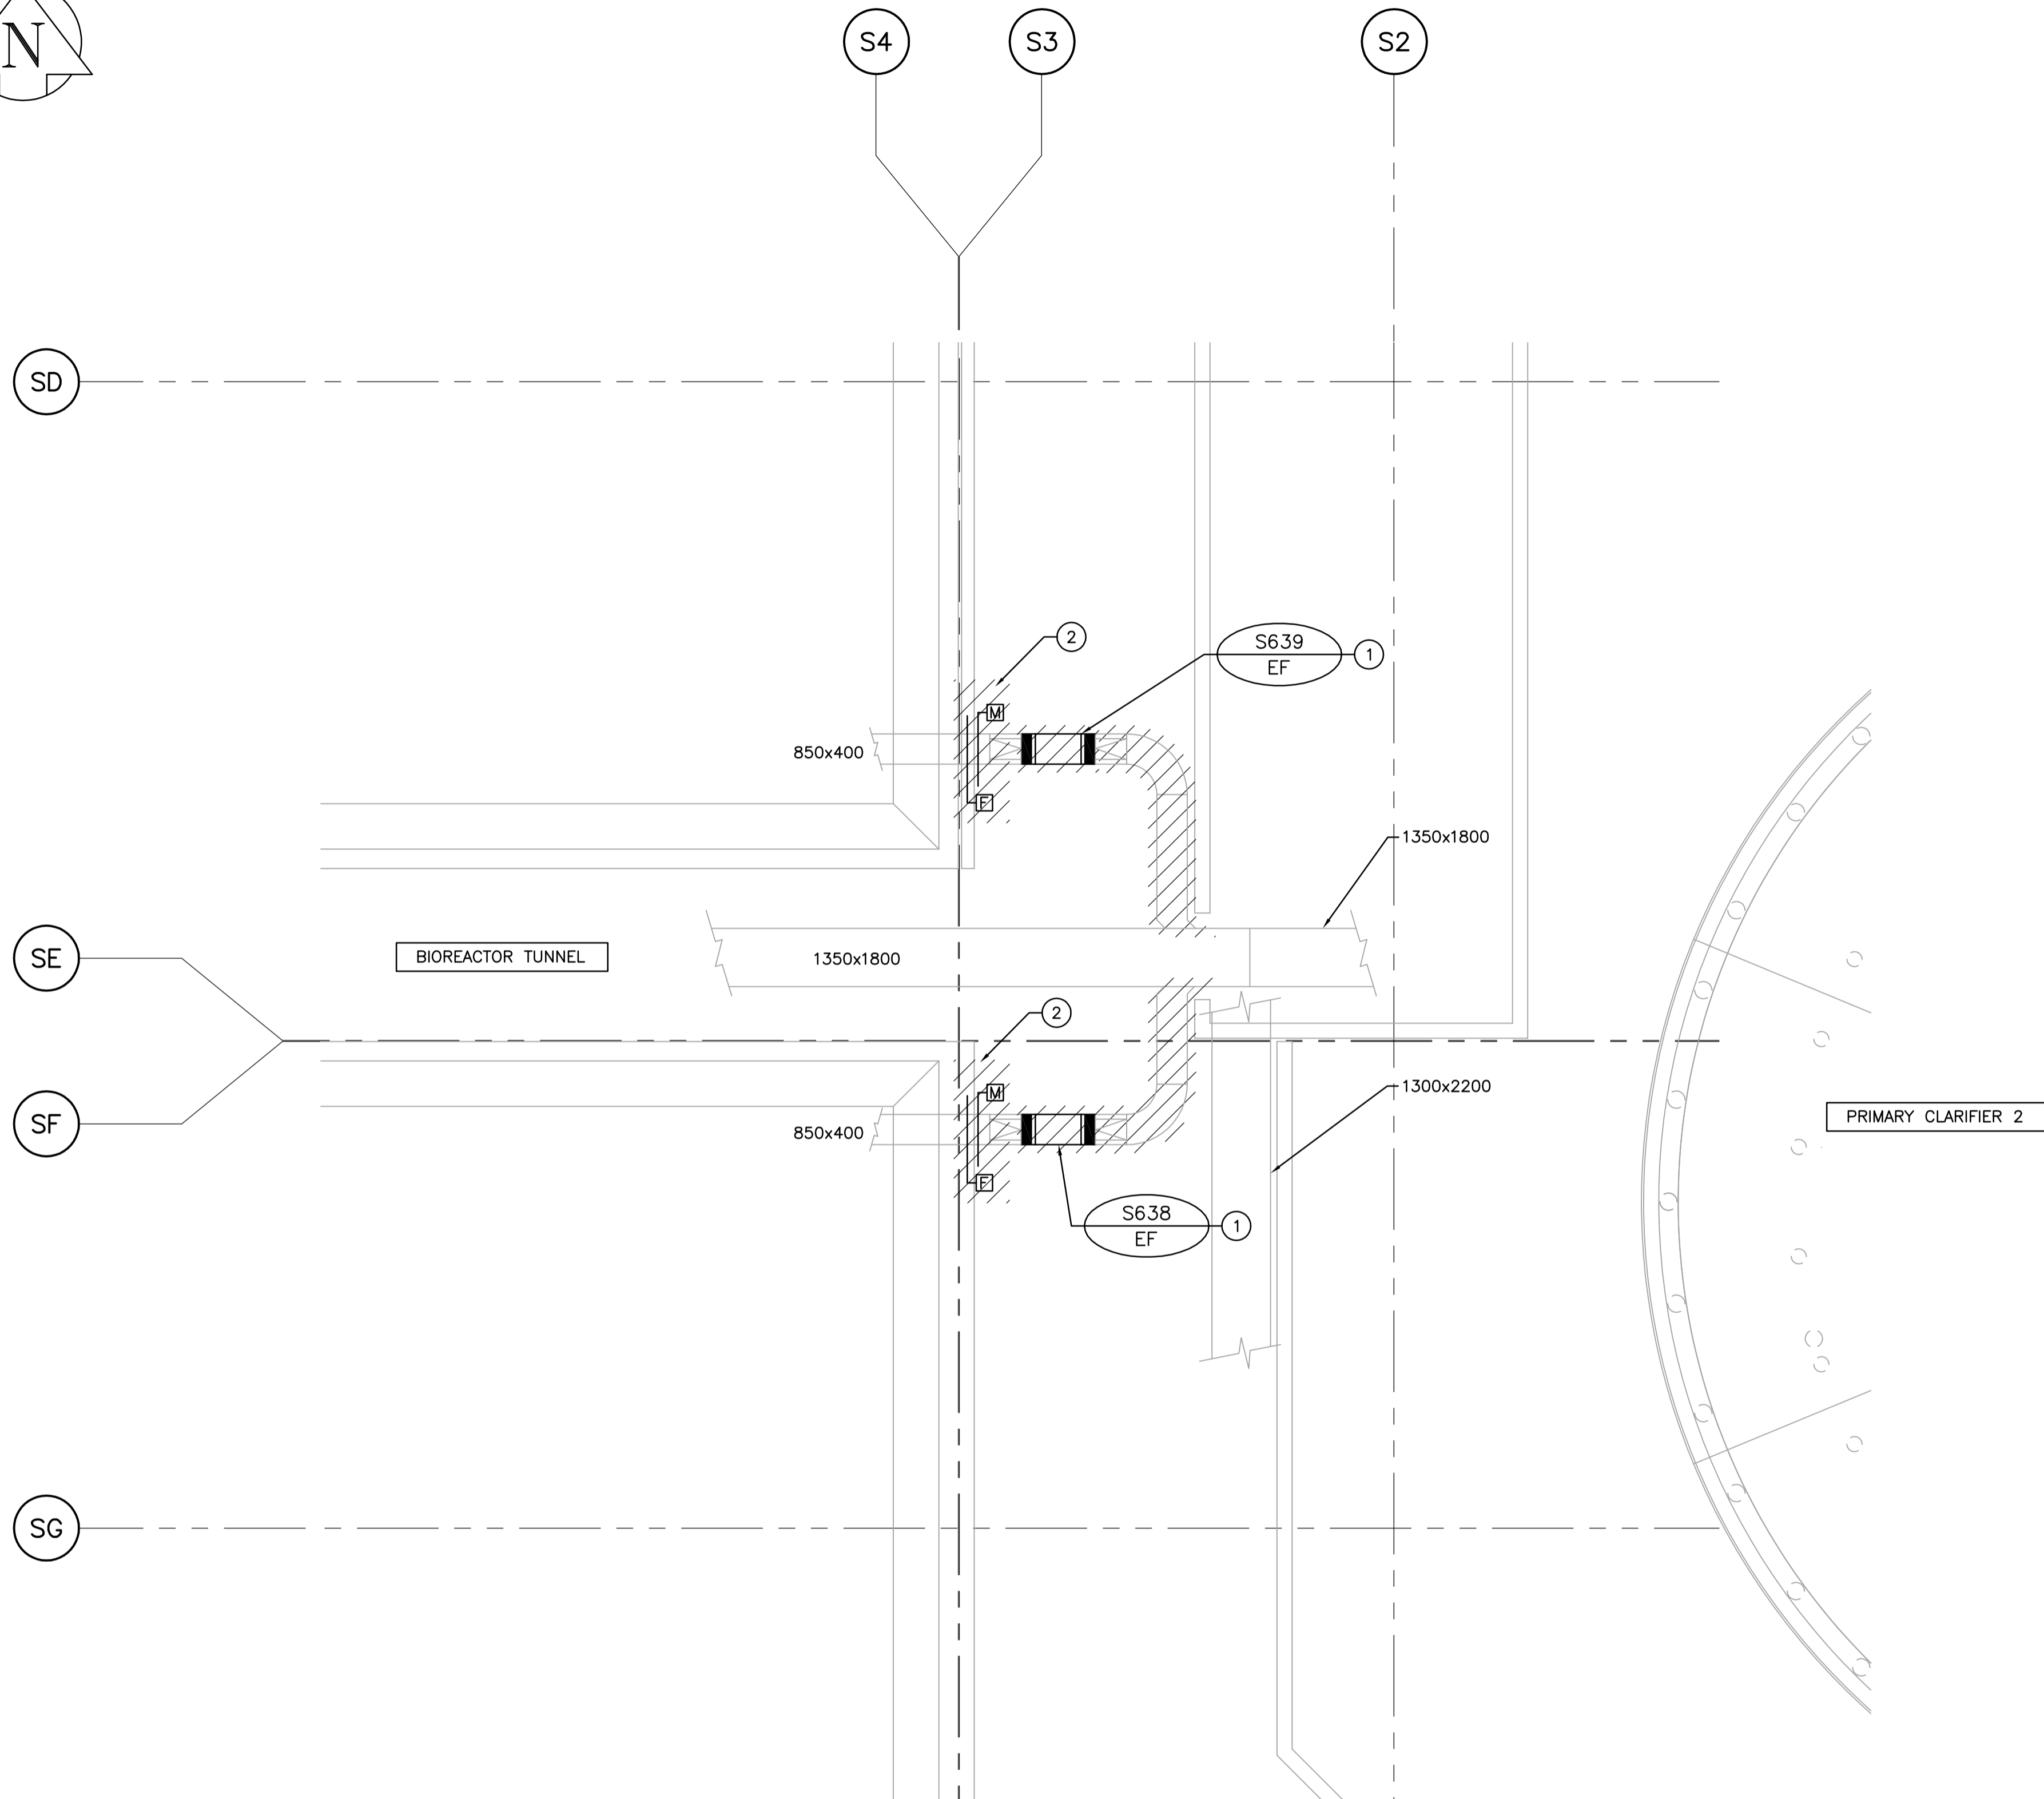 N
S4
S3
S2
SD
2
S639
EF
1
M
850x400
F
1350x1800
SE
BIOREACTOR TUNNEL
1350x1800
2
SF
M
850x400
F
1300x2200
PRIMARY CLARIFIER 2
S638
EF
1
SG